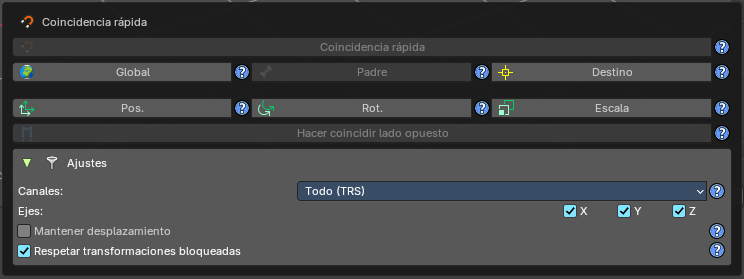 Coincidencia rápida
Coincidencia rápida ?
Global ? Padre ? Destino ?
Pos. ? Rot. ? Escala ?
Hacer coincidir lado opuesto ?
Ajustes
Canales: Todo (TRS) ?
Ejes: X Y Z
Mantener desplazamiento ?
Respetar transformaciones bloqueadas ?